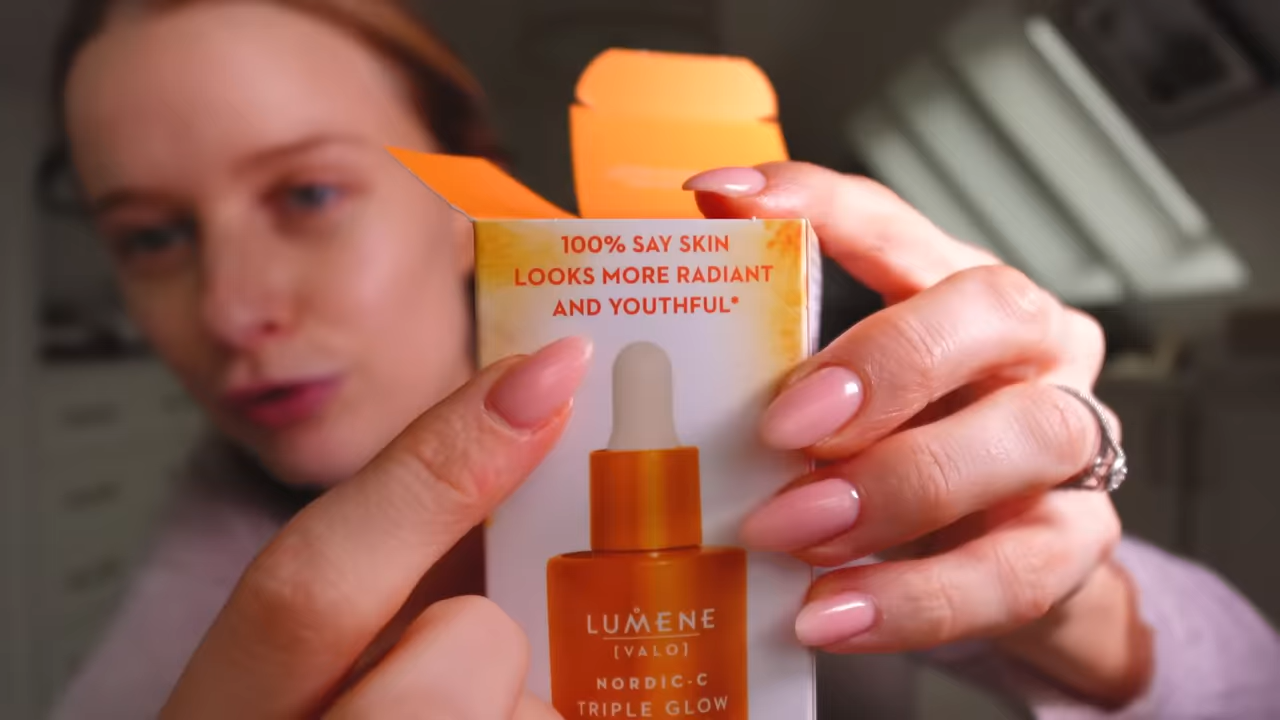 100% SAY SKIN
LOOKS MORE RADIANT
AND YOUTHFUL*
LUMENE
[VALO]
NORDIC-C
TRIPLE GLOW